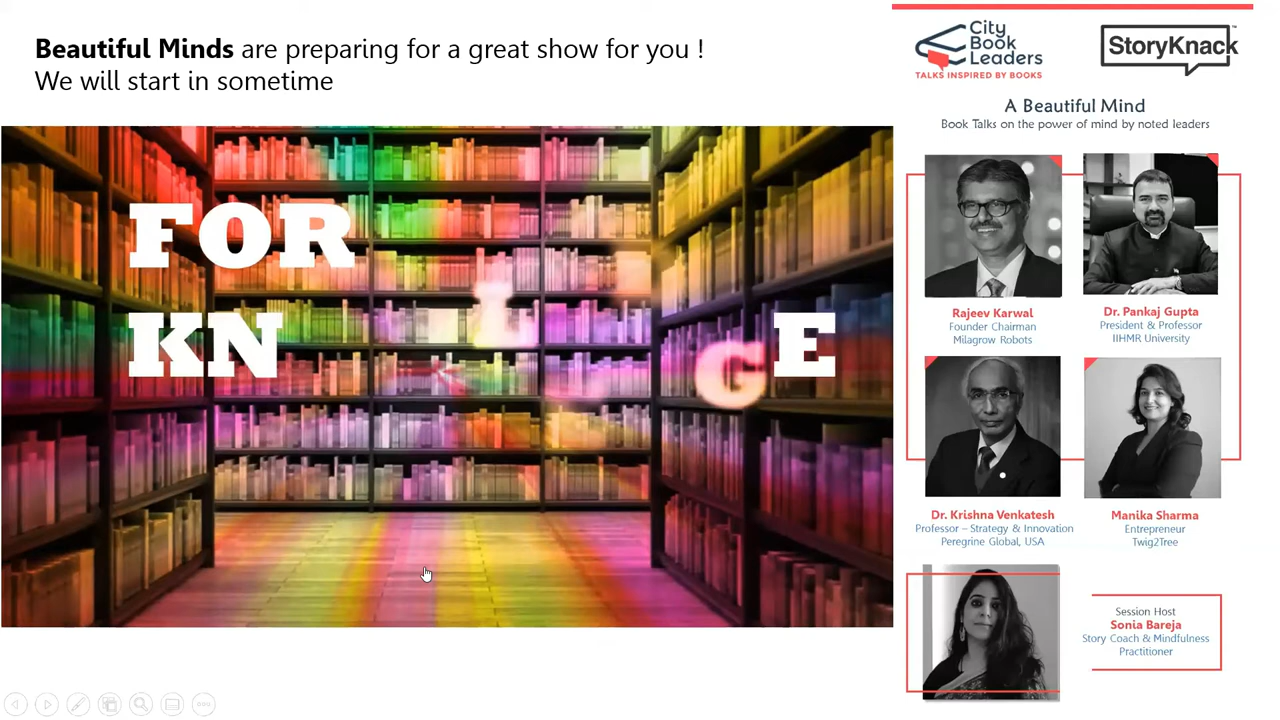 Beautiful Minds are preparing for a great show for you !
We will start in sometime
FOR
KN
L
G
E
City
Book
Leaders
TALKS INSPIRED BY BOOKS
StoryKnack™
A Beautiful Mind
Book Talks on the power of mind by noted leaders
Rajeev Karwal
Founder Chairman
Milagrow Robots
Dr. Pankaj Gupta
President & Professor
IIHMR University
Dr. Krishna Venkatesh
Professor – Strategy & Innovation
Peregrine Global, USA
Manika Sharma
Entrepreneur
Twig2Tree
Session Host
Sonia Bareja
Story Coach & Mindfulness
Practitioner